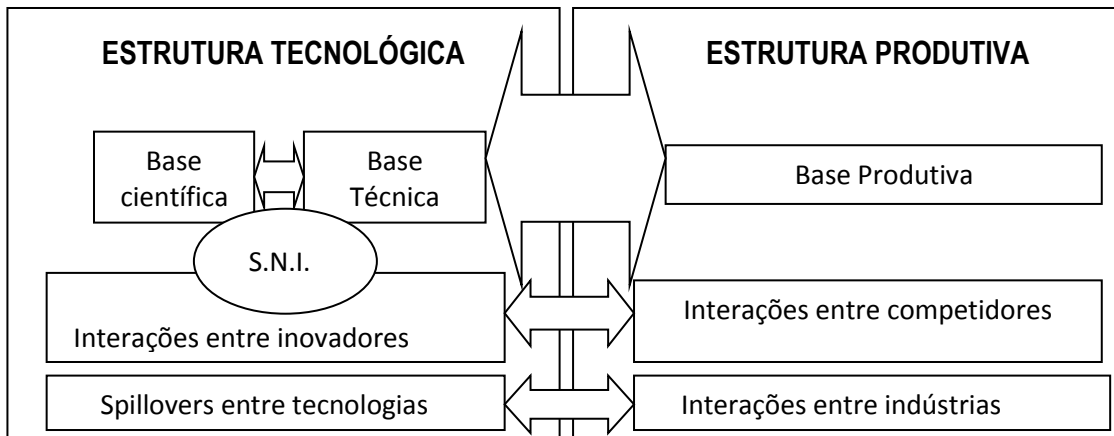 ESTRUTURA TECNOLÓGICA
Base
científica
Base
Técnica
S.N.I.
Interações entre inovadores
Spillovers entre tecnologias
ESTRUTURA PRODUTIVA
Base Produtiva
Interações entre competidores
Interações entre indústrias